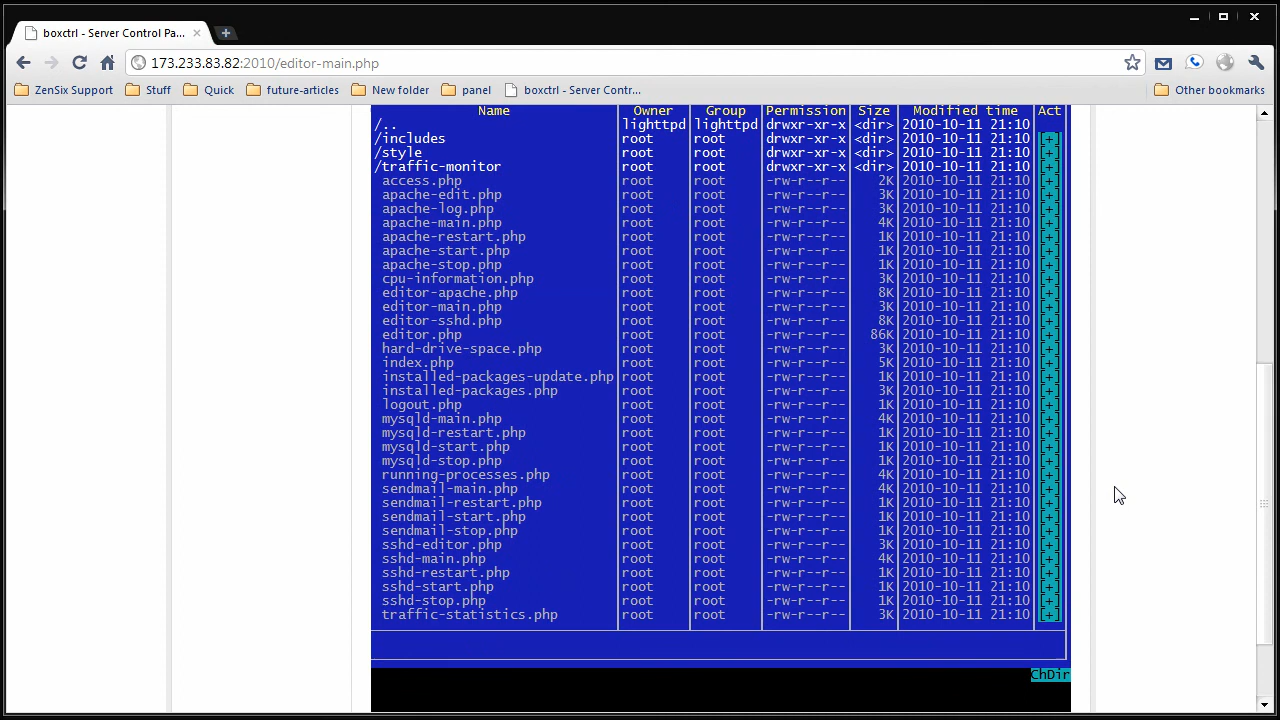 boxctrl - Server Control Pa...
173.233.83.82:2010/editor-main.php
ZenSix Support Stuff Quick future-articles New folder panel boxctrl - Server Contr... Other bookmarks
Name Owner Group Permission Size Modified time Act
/.. lighttpd lighttpd drwxr-xr-x <dir> 2010-10-11 21:10
/includes root root drwxr-xr-x <dir> 2010-10-11 21:10 [+]
/style root root drwxr-xr-x <dir> 2010-10-11 21:10 [+]
/traffic-monitor root root drwxr-xr-x <dir> 2010-10-11 21:10 [+]
access.php root root -rw-r--r-- 2K 2010-10-11 21:10 [+]
apache-edit.php root root -rw-r--r-- 3K 2010-10-11 21:10 [+]
apache-log.php root root -rw-r--r-- 3K 2010-10-11 21:10 [+]
apache-main.php root root -rw-r--r-- 4K 2010-10-11 21:10 [+]
apache-restart.php root root -rw-r--r-- 1K 2010-10-11 21:10 [+]
apache-start.php root root -rw-r--r-- 1K 2010-10-11 21:10 [+]
apache-stop.php root root -rw-r--r-- 1K 2010-10-11 21:10 [+]
cpu-information.php root root -rw-r--r-- 3K 2010-10-11 21:10 [+]
editor-apache.php root root -rw-r--r-- 8K 2010-10-11 21:10 [+]
editor-main.php root root -rw-r--r-- 3K 2010-10-11 21:10 [+]
editor-sshd.php root root -rw-r--r-- 8K 2010-10-11 21:10 [+]
editor.php root root -rw-r--r-- 86K 2010-10-11 21:10 [+]
hard-drive-space.php root root -rw-r--r-- 3K 2010-10-11 21:10 [+]
index.php root root -rw-r--r-- 5K 2010-10-11 21:10 [+]
installed-packages-update.php root root -rw-r--r-- 1K 2010-10-11 21:10 [+]
installed-packages.php root root -rw-r--r-- 3K 2010-10-11 21:10 [+]
logout.php root root -rw-r--r-- 1K 2010-10-11 21:10 [+]
mysqld-main.php root root -rw-r--r-- 4K 2010-10-11 21:10 [+]
mysqld-restart.php root root -rw-r--r-- 1K 2010-10-11 21:10 [+]
mysqld-start.php root root -rw-r--r-- 1K 2010-10-11 21:10 [+]
mysqld-stop.php root root -rw-r--r-- 1K 2010-10-11 21:10 [+]
running-processes.php root root -rw-r--r-- 4K 2010-10-11 21:10 [+]
sendmail-main.php root root -rw-r--r-- 4K 2010-10-11 21:10 [+]
sendmail-restart.php root root -rw-r--r-- 1K 2010-10-11 21:10 [+]
sendmail-start.php root root -rw-r--r-- 1K 2010-10-11 21:10 [+]
sendmail-stop.php root root -rw-r--r-- 1K 2010-10-11 21:10 [+]
sshd-editor.php root root -rw-r--r-- 3K 2010-10-11 21:10 [+]
sshd-main.php root root -rw-r--r-- 4K 2010-10-11 21:10 [+]
sshd-restart.php root root -rw-r--r-- 1K 2010-10-11 21:10 [+]
sshd-start.php root root -rw-r--r-- 1K 2010-10-11 21:10 [+]
sshd-stop.php root root -rw-r--r-- 1K 2010-10-11 21:10 [+]
traffic-statistics.php root root -rw-r--r-- 3K 2010-10-11 21:10 [+]
ChDir